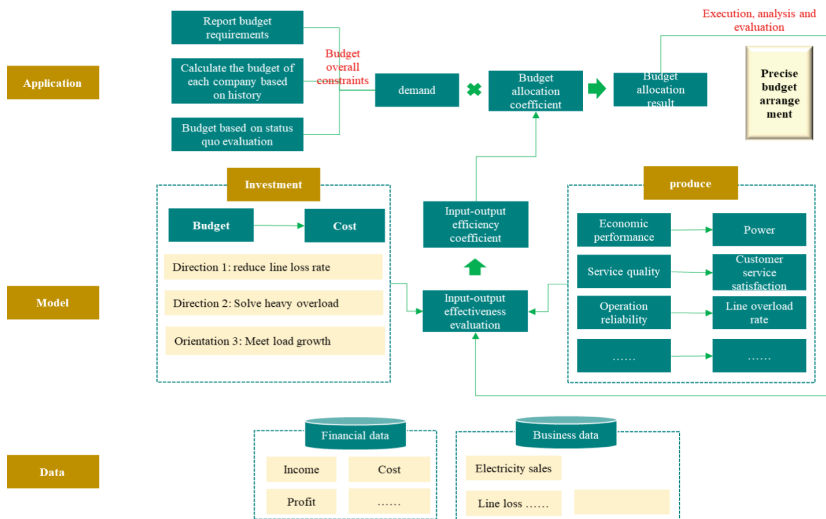 Execution, analysis and
evaluation
Report budget
requirements
Budget
overall
constraints
Application
Calculate the budget of
each company based on
history
demand
Budget
allocation
coefficient
Budget
allocation
result
Precise
budget
arrange
ment
Budget based on status
quo evaluation
Investment
produce
Budget
Cost
Input-output
efficiency
coefficient
Economic
performance
Power
Direction 1: reduce line loss rate
Service quality
Customer
service
satisfaction
Model
Direction 2: Solve heavy overload
Input-output
effectiveness
evaluation
Operation
reliability
Line overload
rate
Orientation 3: Meet load growth
……
……
Financial data
Business data
Data
Income
Cost
Electricity sales
Profit
……
Line loss ……